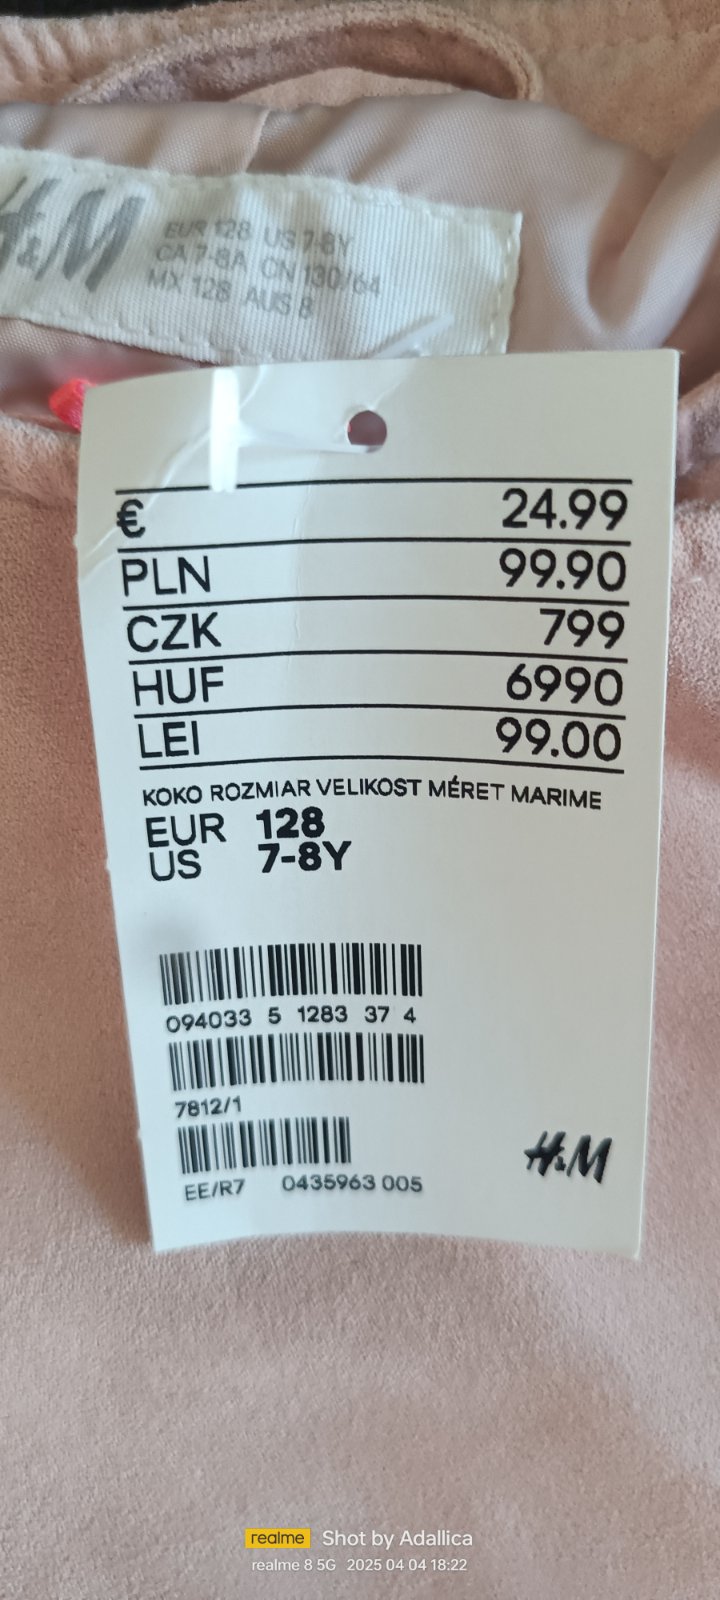 H&M
EUR 128 US 7-8Y
CA 7-8A CN 130/64
MX 128 AUS 8
€ 24.99
PLN 99.90
CZK 799
HUF 6990
LEI 99.00
KOKO ROZMIAR VELIKOST MÉRET MARIME
EUR 128
US 7-8Y
094033 5 1283 37 4
7812/1
EE/R7 0435963 005
H&M
realme Shot by Adallica
realme 8 5G 2025 04 04 18:22